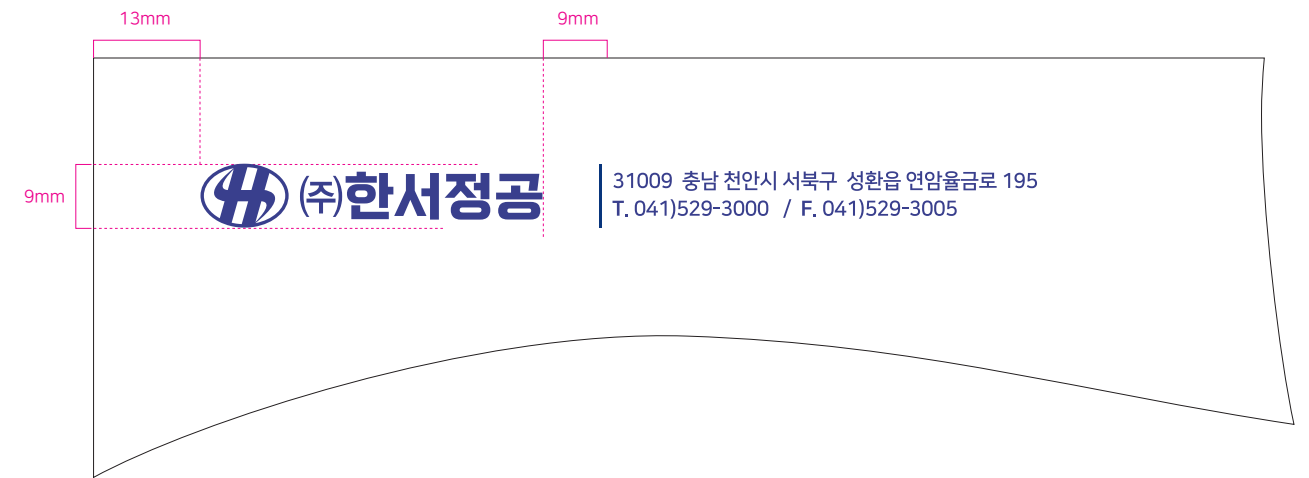 13mm
9mm
9mm
(주)한서정공
31009 충남 천안시 서북구 성환읍 연암율금로 195
T. 041)529-3000 / F. 041)529-3005